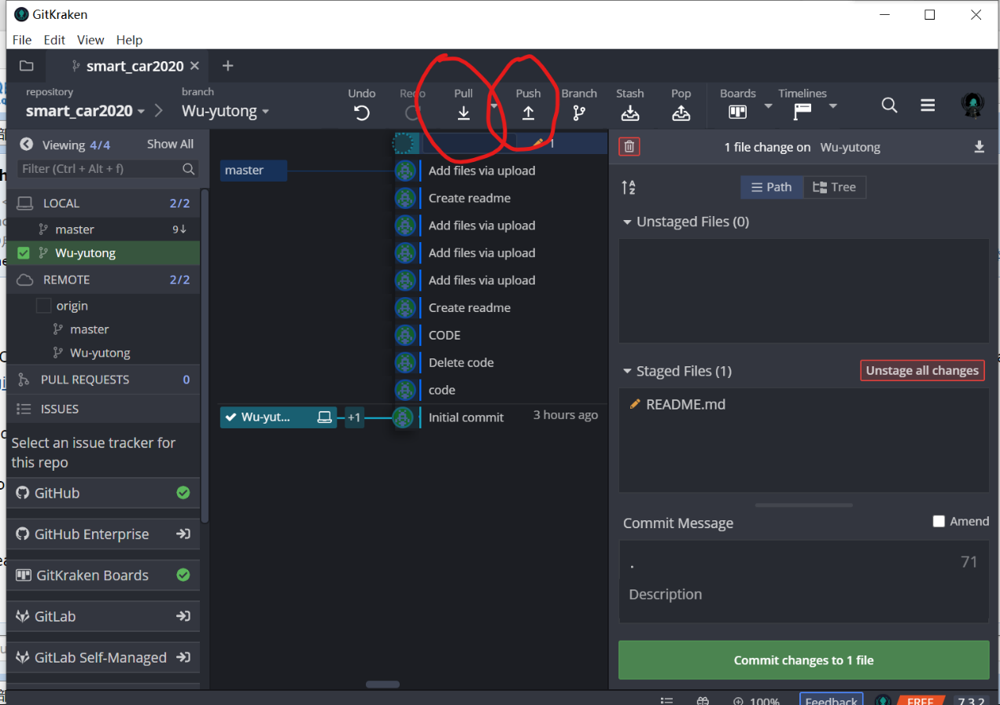 GitKraken
File Edit View Help
smart_car2020
repository
smart_car2020
branch
Wu-yutong
Undo Redo Pull Push Branch Stash Pop Boards Timelines
Viewing 4/4 Show All
Filter (Ctrl + Alt + f)
LOCAL 2/2
master 9↓
Wu-yutong
REMOTE 2/2
origin
master
Wu-yutong
PULL REQUESTS 0
ISSUES
Select an issue tracker for
this repo
GitHub
GitHub Enterprise
GitKraken Boards
GitLab
GitLab Self-Managed
1
master Add files via upload
Create readme
Add files via upload
Add files via upload
Add files via upload
Create readme
CODE
Delete code
code
Wu-yut... +1 Initial commit 3 hours ago
1 file change on Wu-yutong
Path Tree
Unstaged Files (0)
Staged Files (1) Unstage all changes
README.md
Commit Message Amend
. 71
Description
Commit changes to 1 file
100% Feedback FREE 7.3.2